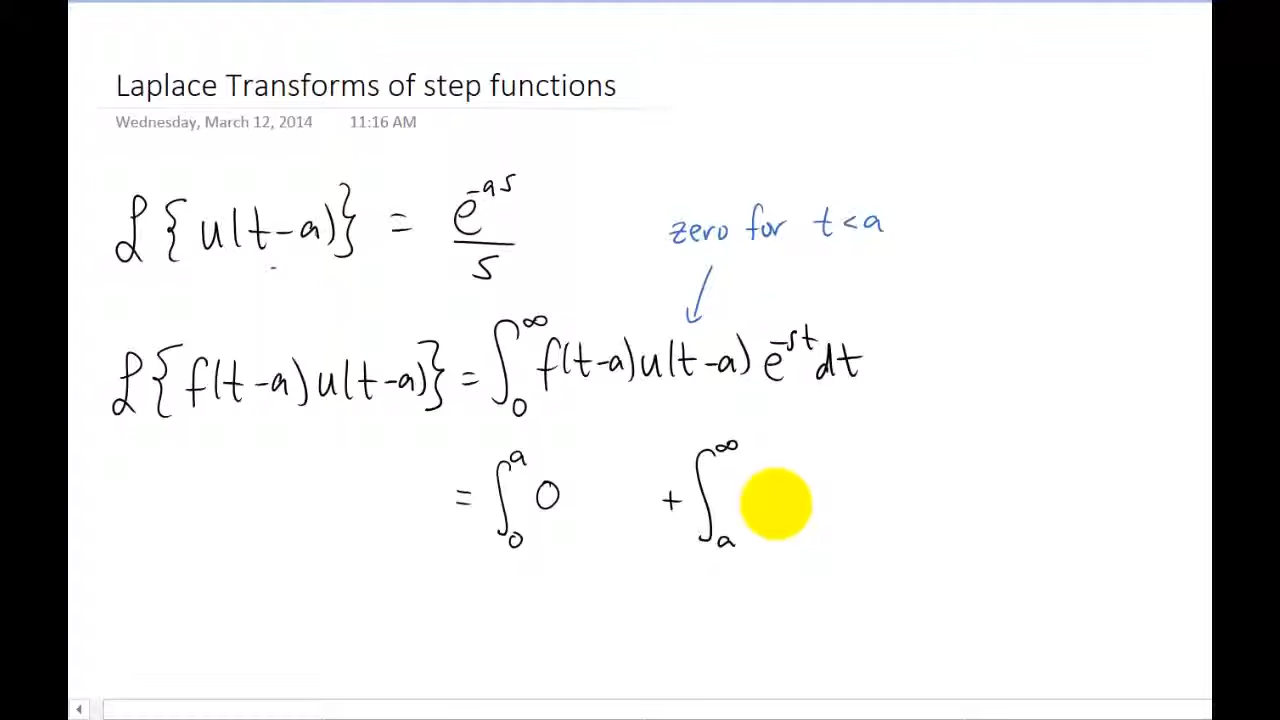 Laplace Transforms of step functions
Wednesday, March 12, 2014 11:16 AM
ℒ{u(t-a)} = e^{-as}/s
zero for t<a
ℒ{f(t-a)u(t-a)} = ∫_0^∞ f(t-a)u(t-a) e^{-st} dt
= ∫_0^a 0 + ∫_a^∞